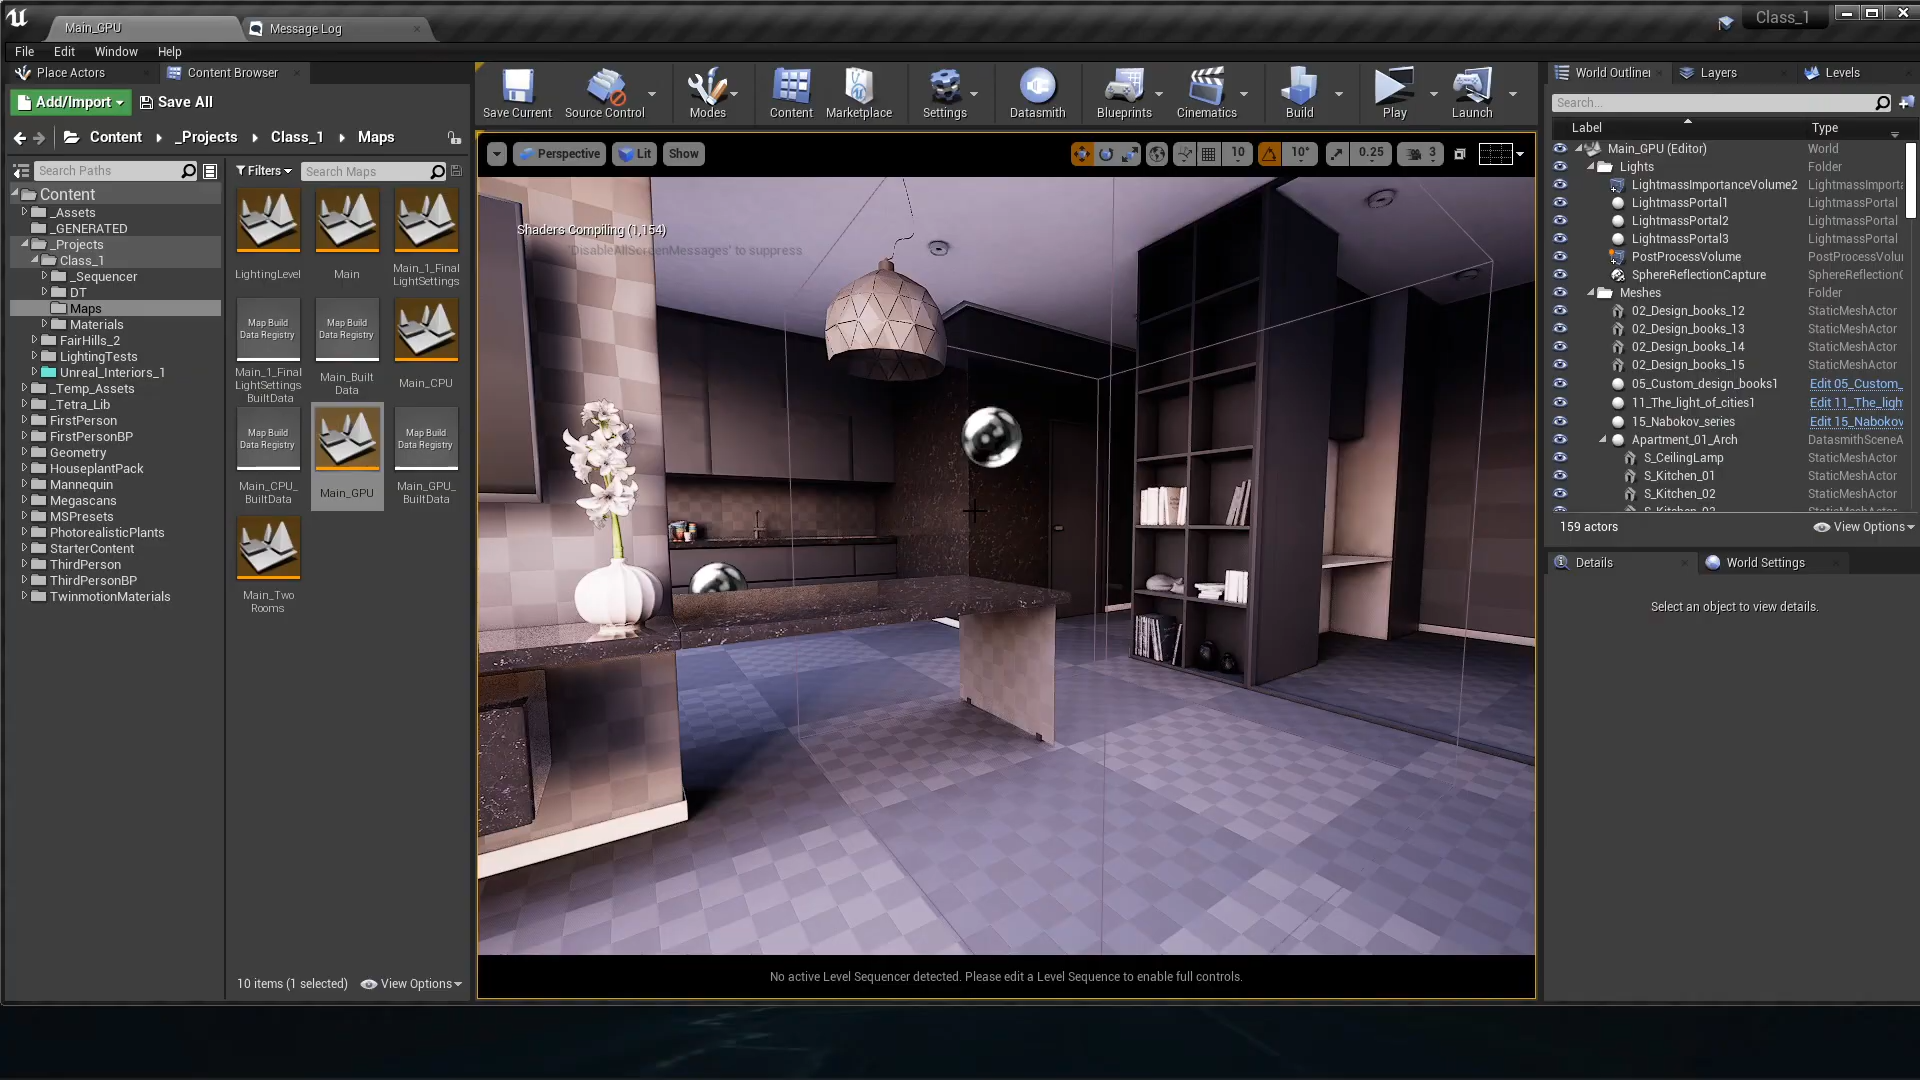 Main_GPU
Message Log
Class_1
File Edit Window Help
Place Actors
Content Browser
Add/Import
Save All
Content
_Projects
Class_1
Maps
Search Paths
Content
_Assets
_GENERATED
_Projects
Class_1
_Sequencer
DT
Maps
Materials
FairHills_2
LightingTests
Unreal_Interiors_1
_Temp_Assets
_Tetra_Lib
FirstPerson
FirstPersonBP
Geometry
HouseplantPack
Mannequin
Megascans
MSPresets
PhotorealisticPlants
StarterContent
ThirdPerson
ThirdPersonBP
TwinmotionMaterials
Filters
Search Maps
LightingLevel
Main
Main_1_Final
LightSettings
Map Build
Data Registry
Main_1_Final
LightSettings
BuiltData
Map Build
Data Registry
Main_Built
Data
Main_CPU
Map Build
Data Registry
Main_CPU_
BuiltData
Main_GPU
Map Build
Data Registry
Main_GPU_
BuiltData
Main_Two
Rooms
10 items (1 selected)
View Options
Save Current
Source Control
Modes
Content
Marketplace
Settings
Datasmith
Blueprints
Cinematics
Build
Play
Launch
Perspective
Lit
Show
10
10°
0.25
3
Shaders Compiling (1,154)
'DisableAllScreenMessages' to suppress
No active Level Sequencer detected. Please edit a Level Sequence to enable full controls.
World Outliner
Layers
Levels
Search...
Label Type
Main_GPU (Editor) World
Lights Folder
LightmassImportanceVolume2 LightmassImporta
LightmassPortal1 LightmassPortal
LightmassPortal2 LightmassPortal
LightmassPortal3 LightmassPortal
PostProcessVolume PostProcessVolu
SphereReflectionCapture SphereReflectionC
Meshes Folder
02_Design_books_12 StaticMeshActor
02_Design_books_13 StaticMeshActor
02_Design_books_14 StaticMeshActor
02_Design_books_15 StaticMeshActor
05_Custom_design_books1 Edit 05_Custom_
11_The_light_of_cities1 Edit 11_The_ligh
15_Nabokov_series Edit 15_Nabokov
Apartment_01_Arch DatasmithSceneA
S_CeilingLamp StaticMeshActor
S_Kitchen_01 StaticMeshActor
S_Kitchen_02 StaticMeshActor
159 actors
View Options
Details
World Settings
Select an object to view details.